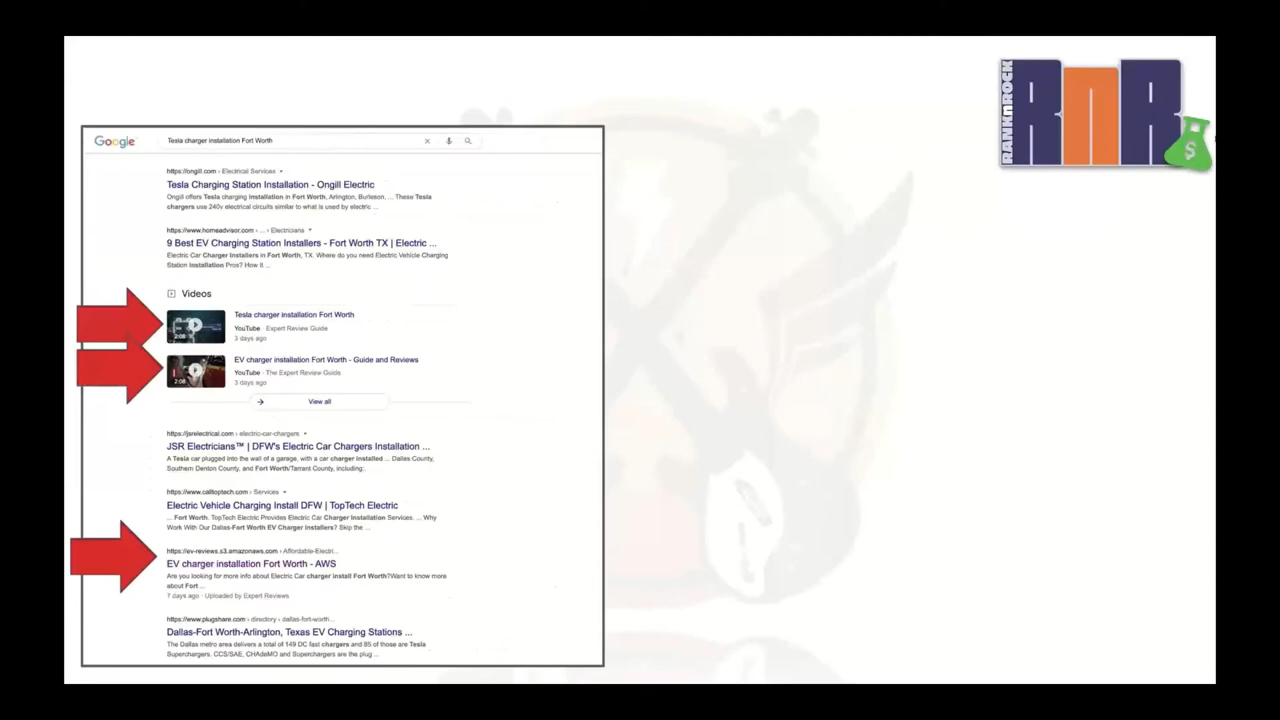 RANKnROCK
RnR
$
Google
Tesla charger installation Fort Worth
https://ongill.com › Electrical Services
Tesla Charging Station Installation - Ongill Electric
Ongill offers Tesla charging installation in Fort Worth, Arlington, Burleson, ... These Tesla
chargers use 240v electrical circuits similar to what is used by electric ...
https://www.homeadvisor.com › ... › Electricians
9 Best EV Charging Station Installers - Fort Worth TX | Electric ...
Electric Car Charger Installers in Fort Worth, TX. Where do you need Electric Vehicle Charging
Station Installation Pros? How it ...
Videos
Tesla charger installation Fort Worth
YouTube · Expert Review Guide
2:08
3 days ago
EV charger installation Fort Worth - Guide and Reviews
YouTube · The Expert Review Guide
2:08
3 days ago
View all
https://jsrelectrical.com › electric-car-chargers
JSR Electricians™ | DFW's Electric Car Chargers Installation ...
A Tesla car plugged into the wall of a garage, with a car charger installed ... Dallas County,
Southern Denton County, and Fort Worth/Tarrant County, including:.
https://www.calltoptech.com › Services
Electric Vehicle Charging Install DFW | TopTech Electric
... Fort Worth. TopTech Electric Provides Electric Car Charger Installation Services. ... Why
Work With Our Dallas-Fort Worth EV Charger Installers? Skip the ...
https://ev-reviews.s3.amazonaws.com › Affordable-Electri...
EV charger installation Fort Worth - AWS
Are you looking for more info about Electric Car charger install Fort Worth?Want to know more
about Fort ...
7 days ago · Uploaded by Expert Reviews
https://www.plugshare.com › directory › dallas-fort-worth...
Dallas-Fort Worth-Arlington, Texas EV Charging Stations ...
The Dallas metro area delivers a total of 149 DC fast chargers and 85 of those are Tesla
Superchargers. CCS/SAE, CHAdeMO and Superchargers are the plug ...